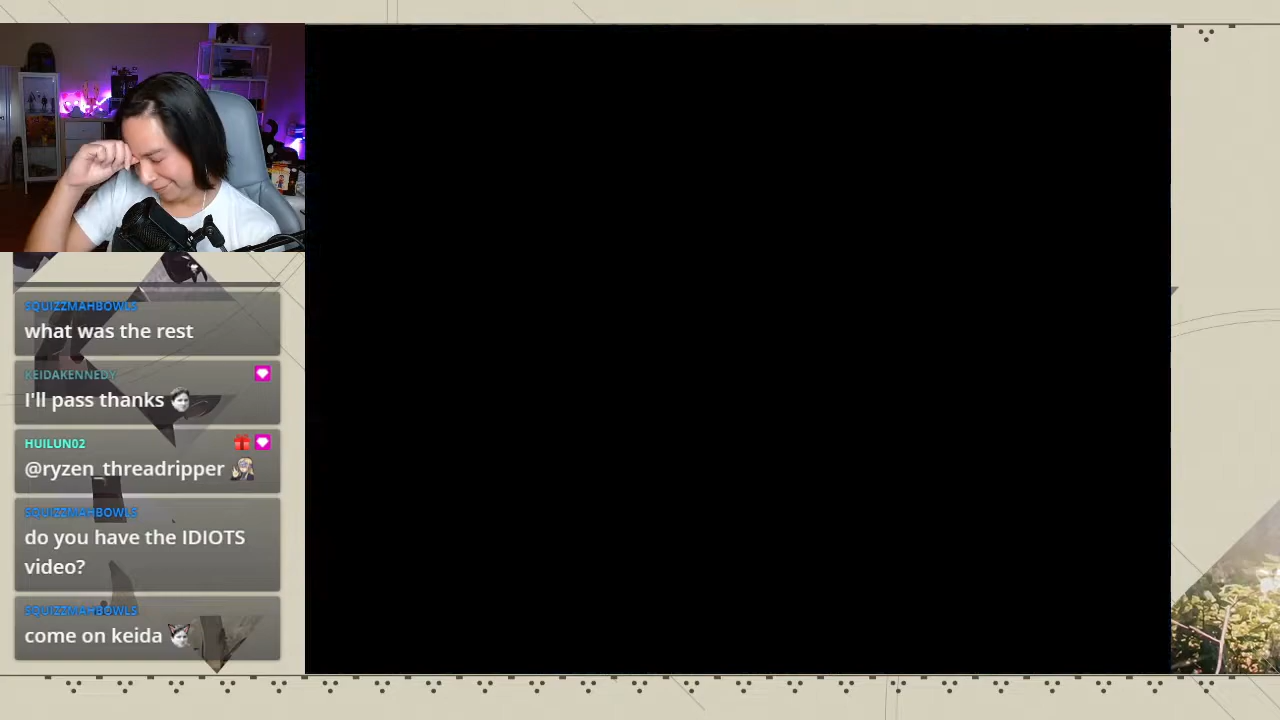 SQUIZZMAHBOWLS
what was the rest
KEIDAKENNEDY
I'll pass thanks
HUILUN02
@ryzen_threadripper
SQUIZZMAHBOWLS
do you have the IDIOTS
video?
SQUIZZMAHBOWLS
come on keida